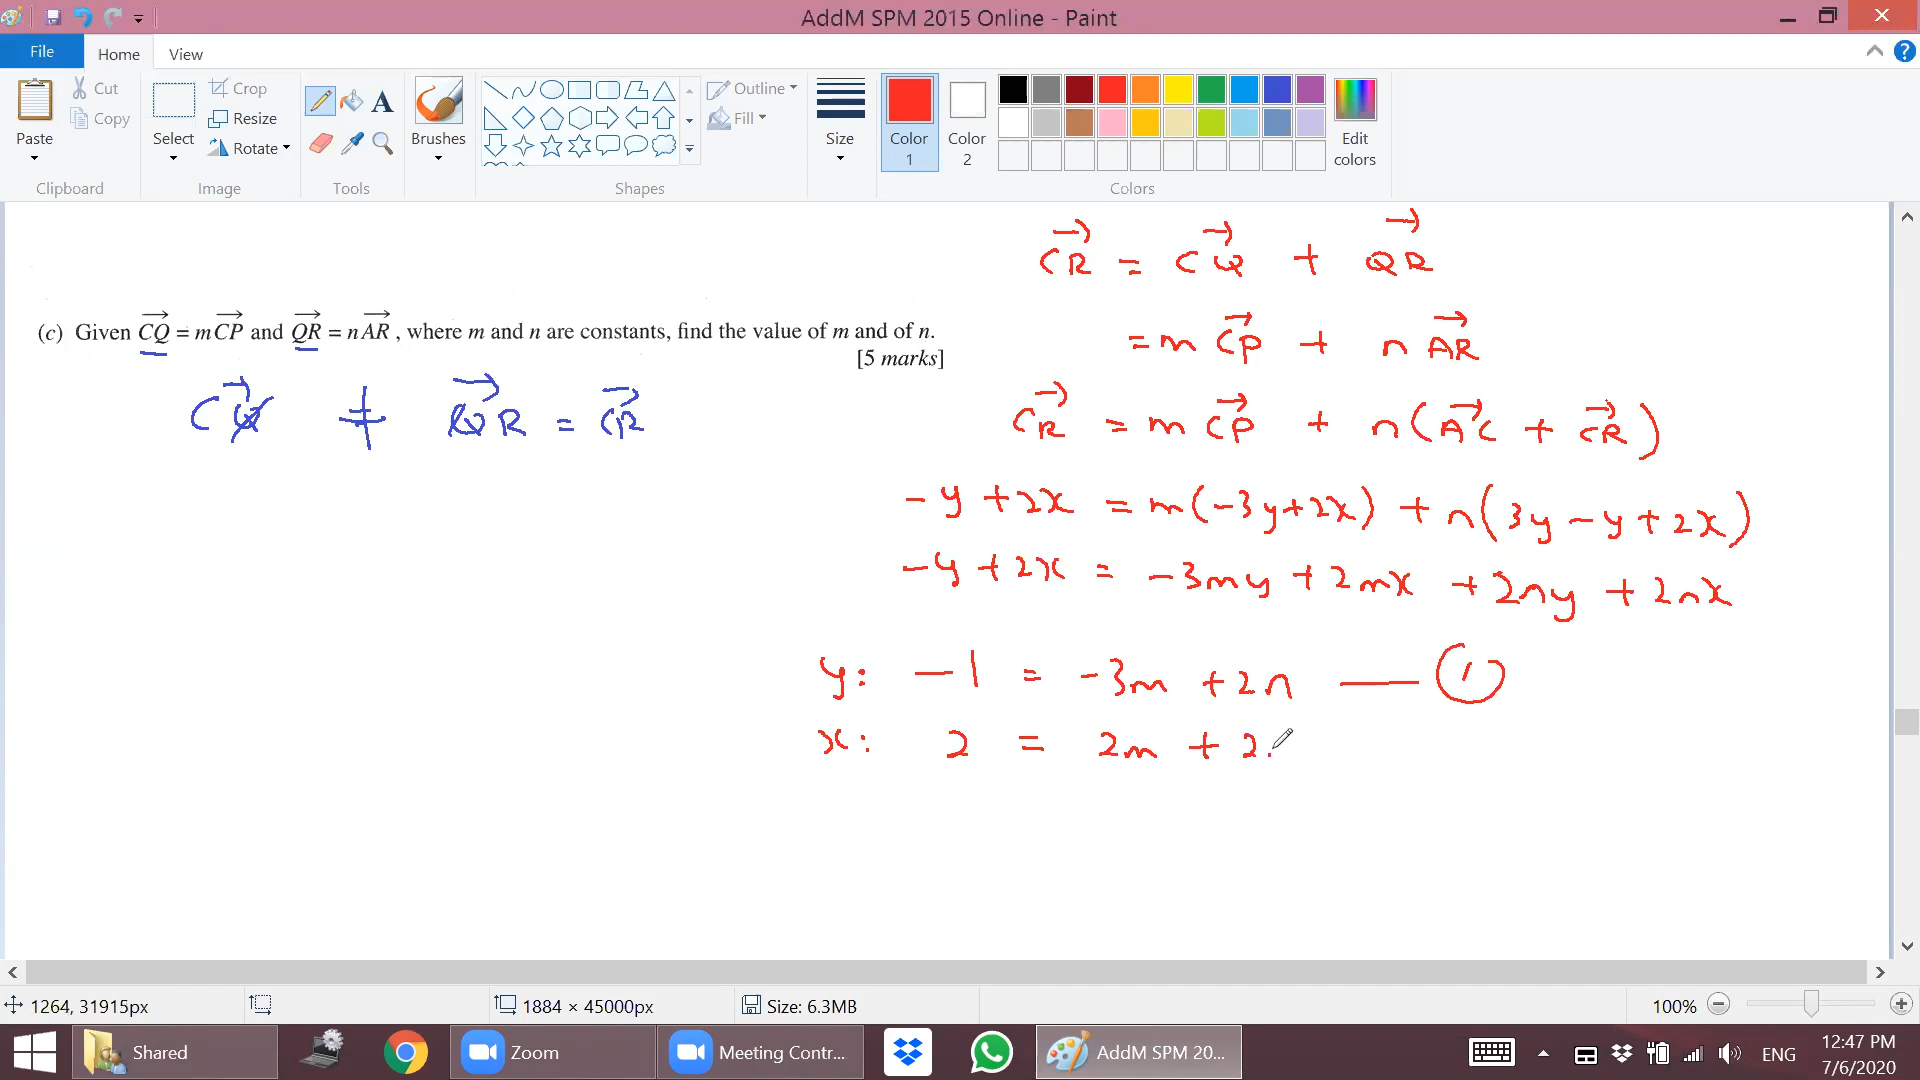 AddM SPM 2015 Online - Paint
File Home View
Paste Cut Copy Clipboard
Select Crop Resize Rotate Image
Tools
Brushes
Outline Fill Shapes
Size
Color 1 Color 2 Edit colors Colors
(c) Given CQ = mCP and QR = nAR, where m and n are constants, find the value of m and of n.
[5 marks]
CQ + QR = CR
CR = CQ + QR
= m CP + n AR
CR = m CP + n(AC + CR)
-y + 2x = m(-3y + 2x) + n(3y - y + 2x)
-y + 2x = -3my + 2mx + 2ny + 2nx
y: -1 = -3m + 2n — 1
x: 2 = 2m + 2
1264, 31915px 1884 × 45000px Size: 6.3MB 100%
Shared Zoom Meeting Contr... AddM SPM 20... ENG 12:47 PM
7/6/2020